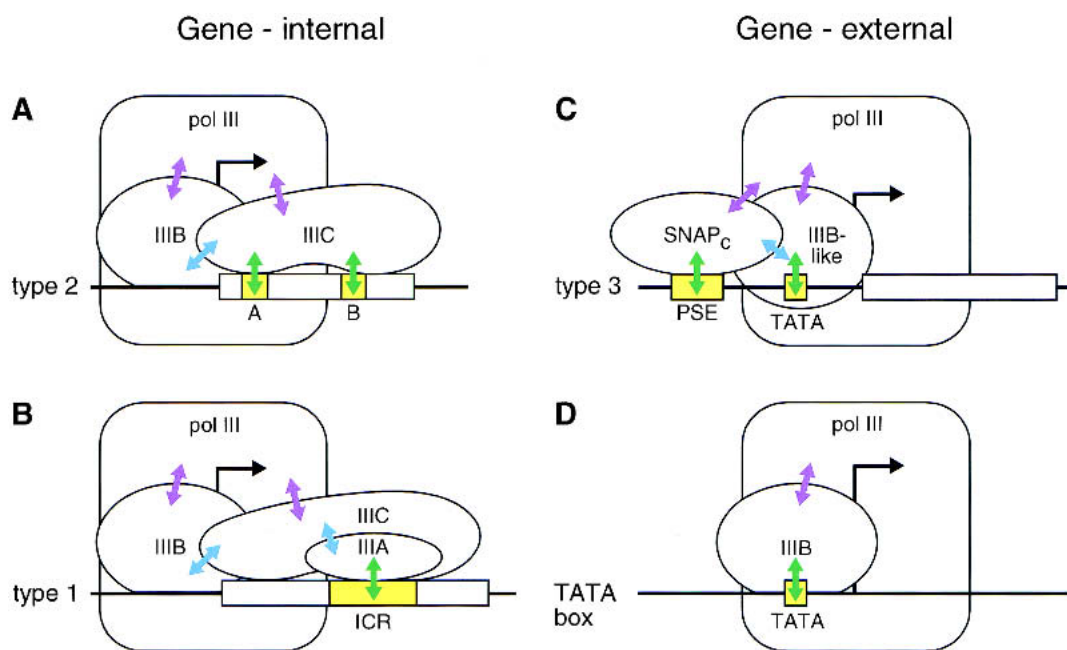 Gene - internal
Gene - external
A
pol III
IIIB
IIIC
type 2
A
B
C
pol III
SNAPc
IIIB-
like
type 3
PSE
TATA
B
pol III
IIIC
IIIB
IIIA
type 1
ICR
D
pol III
IIIB
TATA
box
TATA